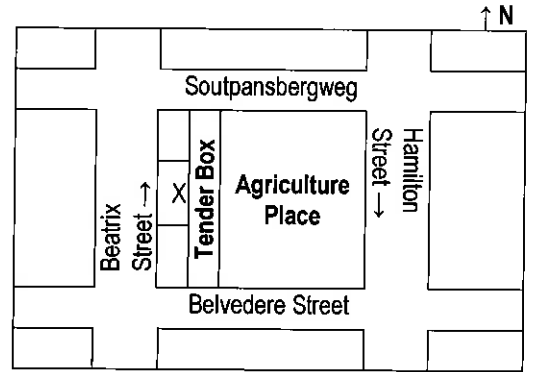 ↑ N
Soutpansbergweg
Hamilton
Street →
Beatrix
Street →
X
Tender Box
Agriculture
Place
Belvedere Street